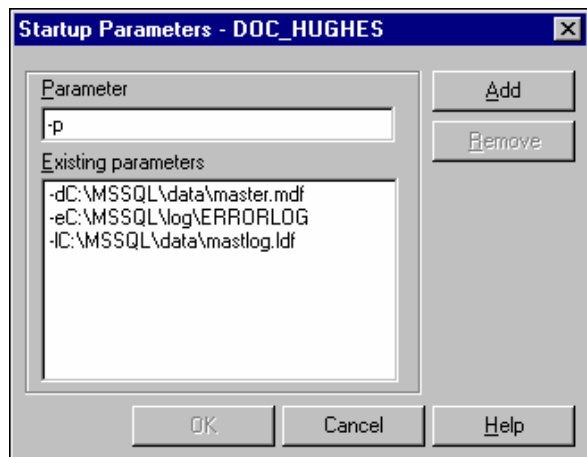 Startup Parameters - DOC_HUGHES
Parameter
Add
-p
Remove
Existing parameters
-dC:\MSSQL\data\master.mdf
-eC:\MSSQL\log\ERRORLOG
-lC:\MSSQL\data\mastlog.ldf
OK
Cancel
Help